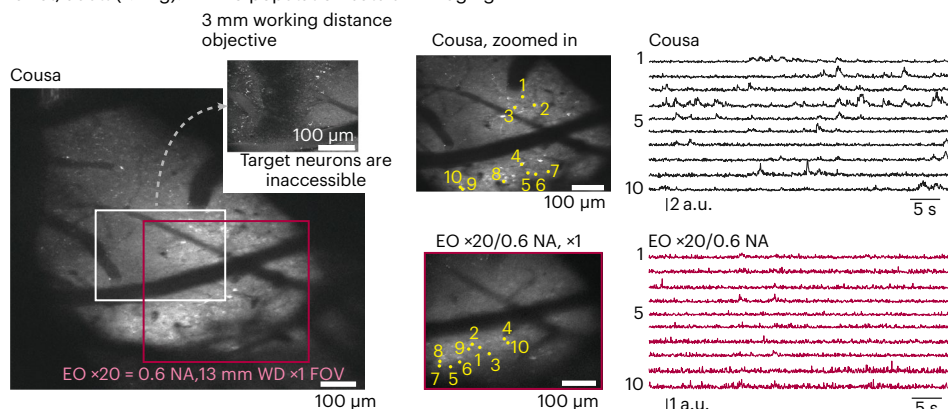 3 mm working distance
objective
Cousa
100 µm
Target neurons are
inaccessible
EO ×20 = 0.6 NA,13 mm WD ×1 FOV
100 µm
Cousa, zoomed in
1
2
3
4
5
6
7
8
9
10
100 µm
EO ×20/0.6 NA, ×1
2
4
9
1
10
8
6
3
7
5
100 µm
Cousa
1
5
10
2 a.u.
5 s
EO ×20/0.6 NA
1
5
10
1 a.u.
5 s